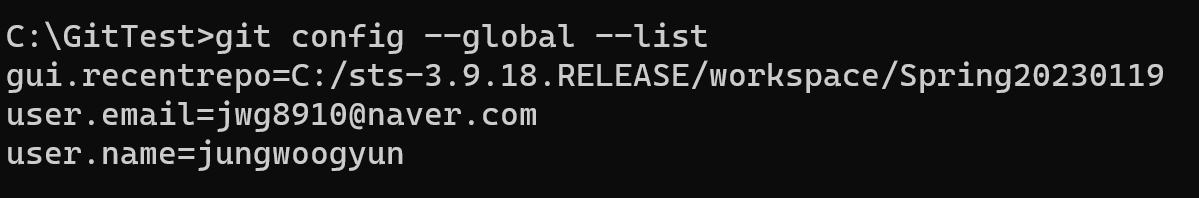 C:\GitTest>git config --global --list
gui.recentrepo=C:/sts-3.9.18.RELEASE/workspace/Spring20230119
user.email=jwg8910@naver.com
user.name=jungwoogyun